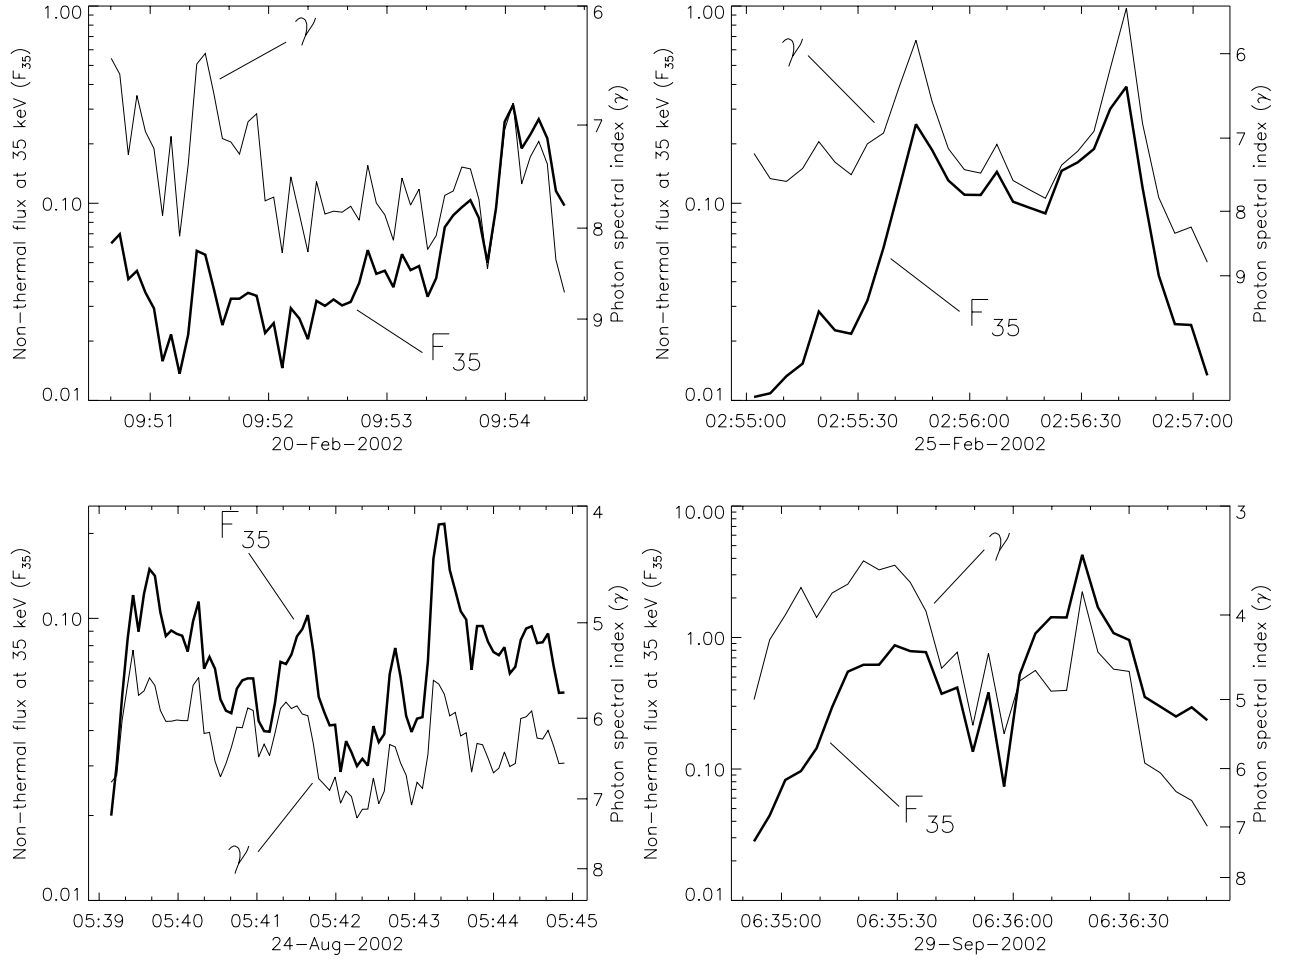 Non-thermal flux at 35 keV (F35)
1.00
0.10
0.01
γ
F 35
6
7
8
9
Photon spectral index (γ)
09:51 09:52 09:53 09:54
20-Feb-2002
Non-thermal flux at 35 keV (F35)
1.00
0.10
0.01
γ
F 35
6
7
8
9
Photon spectral index (γ)
02:55:00 02:55:30 02:56:00 02:56:30 02:57:00
25-Feb-2002
Non-thermal flux at 35 keV (F35)
0.10
0.01
F 35
γ
4
5
6
7
8
Photon spectral index (γ)
05:39 05:40 05:41 05:42 05:43 05:44 05:45
24-Aug-2002
Non-thermal flux at 35 keV (F35)
10.00
1.00
0.10
0.01
γ
F 35
3
4
5
6
7
8
Photon spectral index (γ)
06:35:00 06:35:30 06:36:00 06:36:30
29-Sep-2002